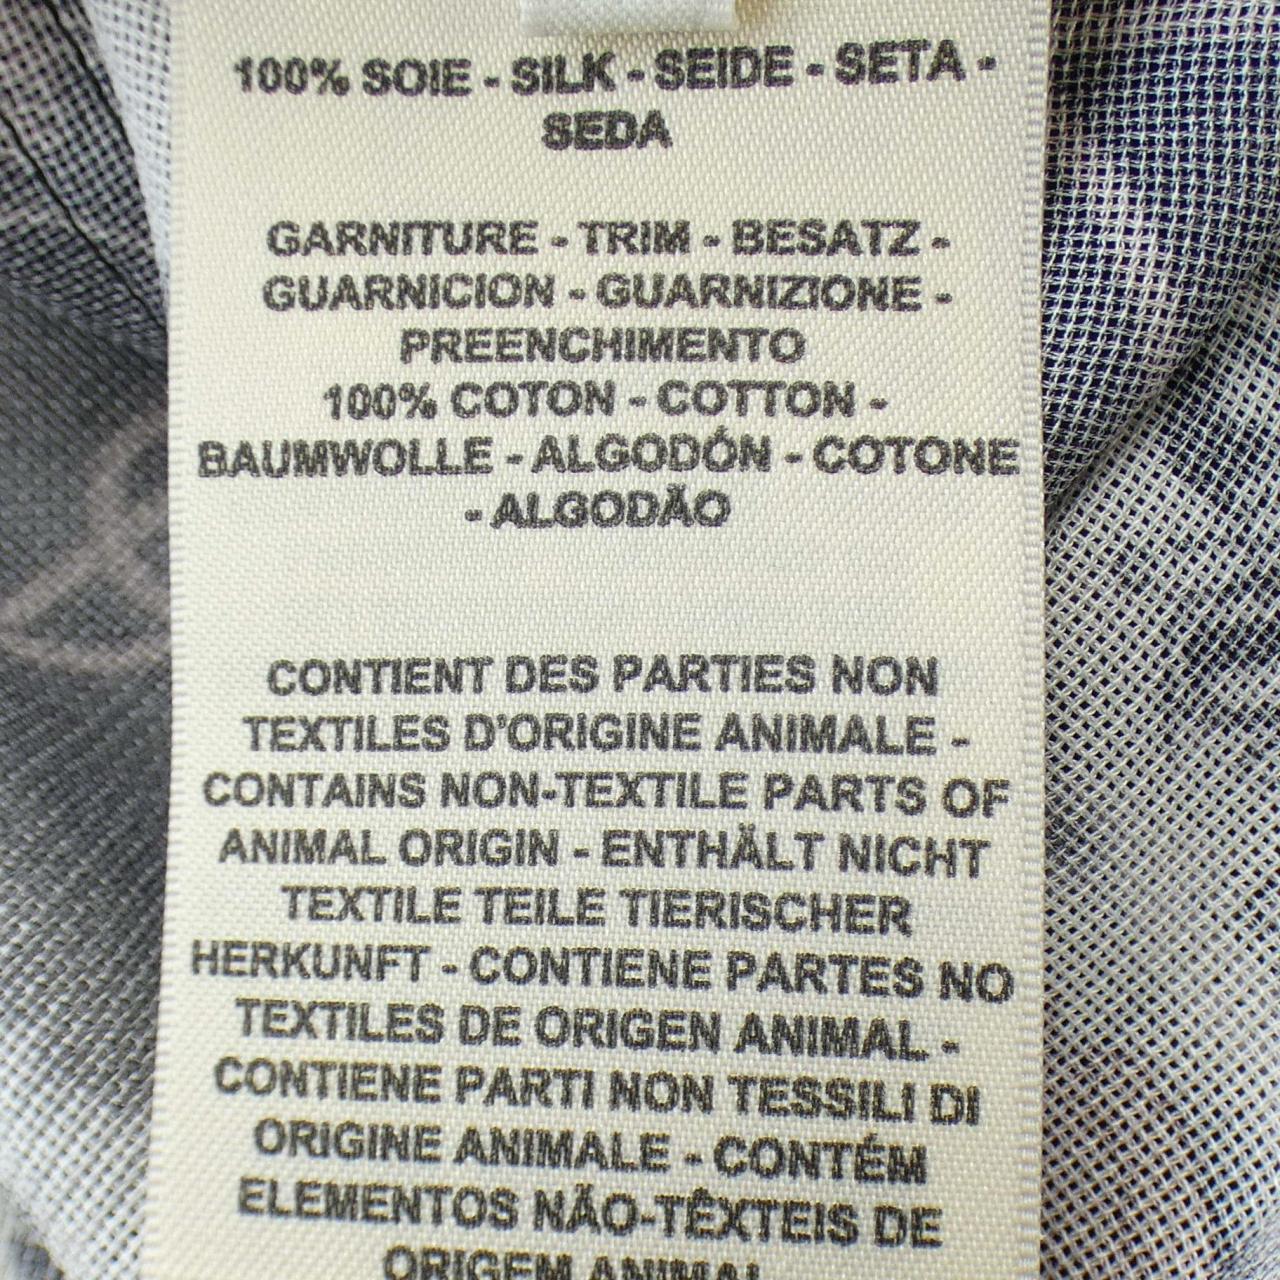 100% SOIE - SILK - SEIDE - SETA -
SEDA
GARNITURE - TRIM - BESATZ -
GUARNICION - GUARNIZIONE -
PREENCHIMENTO
100% COTON - COTTON -
BAUMWOLLE - ALGODÓN - COTONE
- ALGODÃO
CONTIENT DES PARTIES NON
TEXTILES D'ORIGINE ANIMALE -
CONTAINS NON-TEXTILE PARTS OF
ANIMAL ORIGIN - ENTHÄLT NICHT
TEXTILE TEILE TIERISCHER
HERKUNFT - CONTIENE PARTES NO
TEXTILES DE ORIGEN ANIMAL -
CONTIENE PARTI NON TESSILI DI
ORIGINE ANIMALE - CONTÉM
ELEMENTOS NÃO-TÊXTEIS DE
ORIGEM ANIMAL